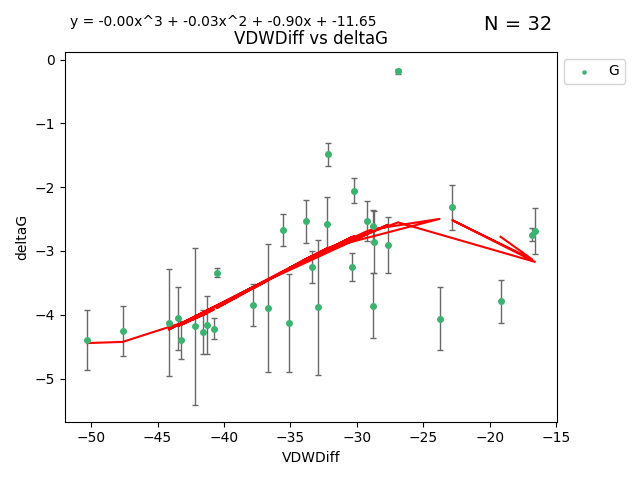 y = -0.00x^3 + -0.03x^2 + -0.90x + -11.65
N = 32
VDWDiff vs deltaG
G
0
−1
−2
−3
−4
−5
deltaG
−50
−45
−40
−35
−30
−25
−20
−15
VDWDiff